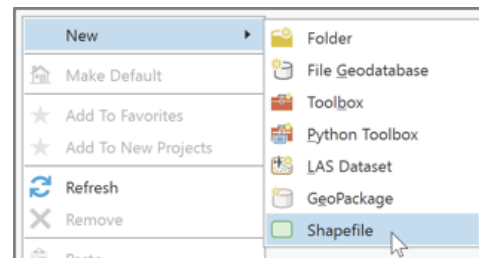 New
Make Default
Add To Favorites
Add To New Projects
Refresh
Remove
Folder
File Geodatabase
Toolbox
Python Toolbox
LAS Dataset
GeoPackage
Shapefile